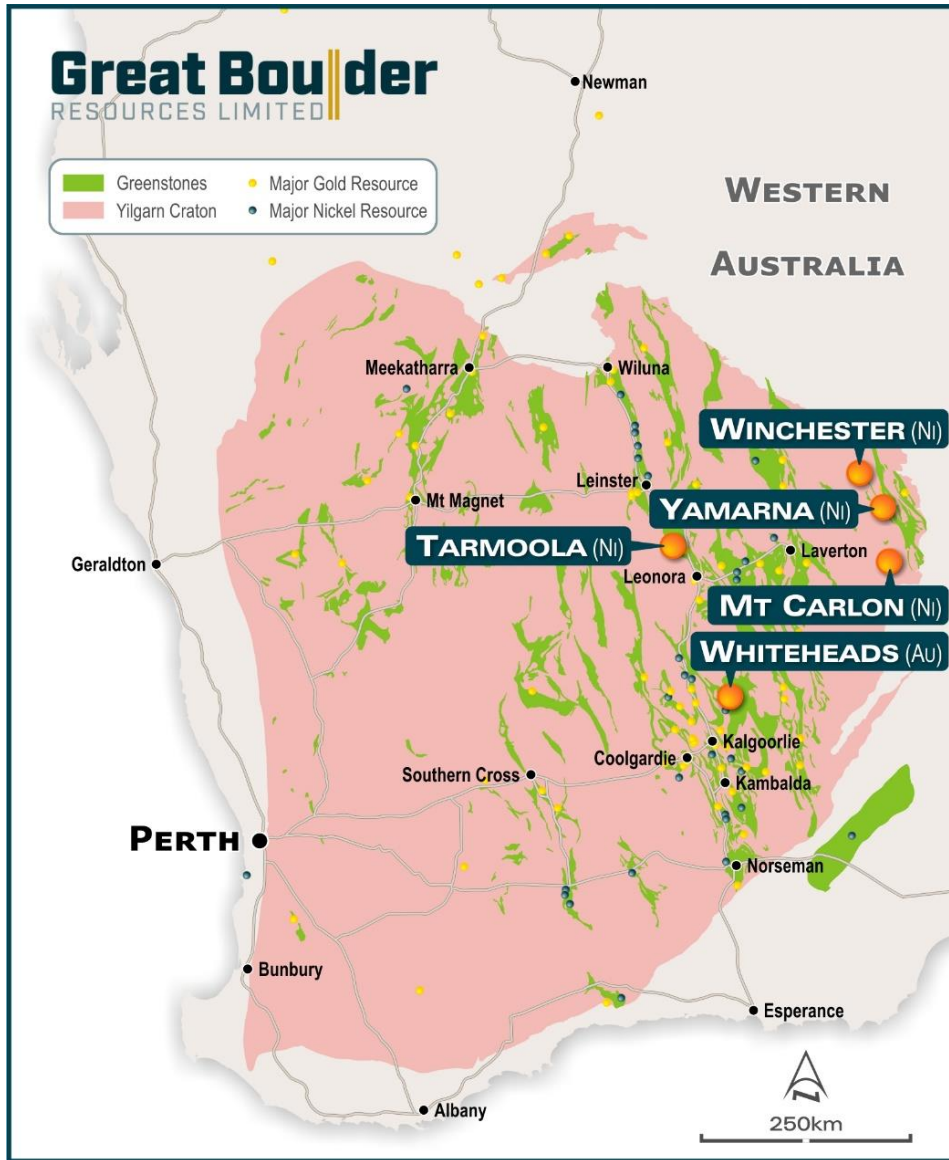 Great Boulder
RESOURCES LIMITED
Greenstones
Major Gold Resource
Yilgarn Craton
Major Nickel Resource
Newman
WESTERN
AUSTRALIA
Meekatharra
Wiluna
WINCHESTER (NI)
Leinster
Mt Magnet
YAMARNA (NI)
TARMOOLA (NI)
Laverton
Geraldton
Leonora
MT CARLON (NI)
WHITEHEADS (AU)
Kalgoorlie
Coolgardie
Southern Cross
Kambalda
PERTH
Norseman
Bunbury
Esperance
Albany
250km